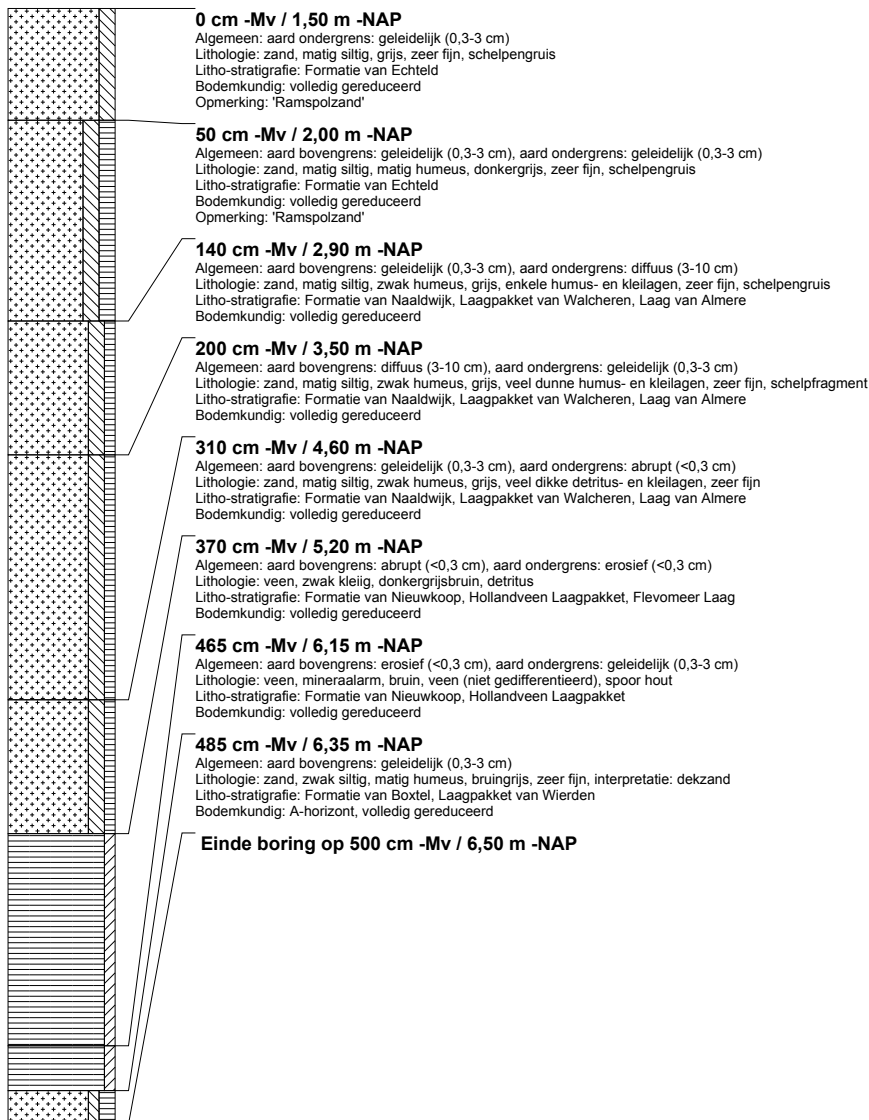 0 cm -Mv / 1,50 m -NAP
Algemeen: aard ondergrens: geleidelijk (0,3-3 cm)
Lithologie: zand, matig siltig, grijs, zeer fijn, schelpengruis
Litho-stratigrafie: Formatie van Echteld
Bodemkundig: volledig gereduceerd
Opmerking: 'Ramspolzand'
50 cm -Mv / 2,00 m -NAP
Algemeen: aard bovengrens: geleidelijk (0,3-3 cm), aard ondergrens: geleidelijk (0,3-3 cm)
Lithologie: zand, matig siltig, matig humeus, donkergrijs, zeer fijn, schelpengruis
Litho-stratigrafie: Formatie van Echteld
Bodemkundig: volledig gereduceerd
Opmerking: 'Ramspolzand'
140 cm -Mv / 2,90 m -NAP
Algemeen: aard bovengrens: geleidelijk (0,3-3 cm), aard ondergrens: diffuus (3-10 cm)
Lithologie: zand, matig siltig, zwak humeus, grijs, enkele humus- en kleilagen, zeer fijn, schelpengruis
Litho-stratigrafie: Formatie van Naaldwijk, Laagpakket van Walcheren, Laag van Almere
Bodemkundig: volledig gereduceerd
200 cm -Mv / 3,50 m -NAP
Algemeen: aard bovengrens: diffuus (3-10 cm), aard ondergrens: geleidelijk (0,3-3 cm)
Lithologie: zand, matig siltig, zwak humeus, grijs, veel dunne humus- en kleilagen, zeer fijn, schelpfragment
Litho-stratigrafie: Formatie van Naaldwijk, Laagpakket van Walcheren, Laag van Almere
Bodemkundig: volledig gereduceerd
310 cm -Mv / 4,60 m -NAP
Algemeen: aard bovengrens: geleidelijk (0,3-3 cm), aard ondergrens: abrupt (<0,3 cm)
Lithologie: zand, matig siltig, zwak humeus, grijs, veel dikke detritus- en kleilagen, zeer fijn
Litho-stratigrafie: Formatie van Naaldwijk, Laagpakket van Walcheren, Laag van Almere
Bodemkundig: volledig gereduceerd
370 cm -Mv / 5,20 m -NAP
Algemeen: aard bovengrens: abrupt (<0,3 cm), aard ondergrens: erosief (<0,3 cm)
Lithologie: veen, zwak kleiig, donkergrijsbruin, detritus
Litho-stratigrafie: Formatie van Nieuwkoop, Hollandveen Laagpakket, Flevomeer Laag
Bodemkundig: volledig gereduceerd
465 cm -Mv / 6,15 m -NAP
Algemeen: aard bovengrens: erosief (<0,3 cm), aard ondergrens: geleidelijk (0,3-3 cm)
Lithologie: veen, mineraalarm, bruin, veen (niet gedifferentieerd), spoor hout
Litho-stratigrafie: Formatie van Nieuwkoop, Hollandveen Laagpakket
Bodemkundig: volledig gereduceerd
485 cm -Mv / 6,35 m -NAP
Algemeen: aard bovengrens: geleidelijk (0,3-3 cm)
Lithologie: zand, zwak siltig, matig humeus, bruingrijs, zeer fijn, interpretatie: dekzand
Litho-stratigrafie: Formatie van Boxtel, Laagpakket van Wierden
Bodemkundig: A-horizont, volledig gereduceerd
Einde boring op 500 cm -Mv / 6,50 m -NAP